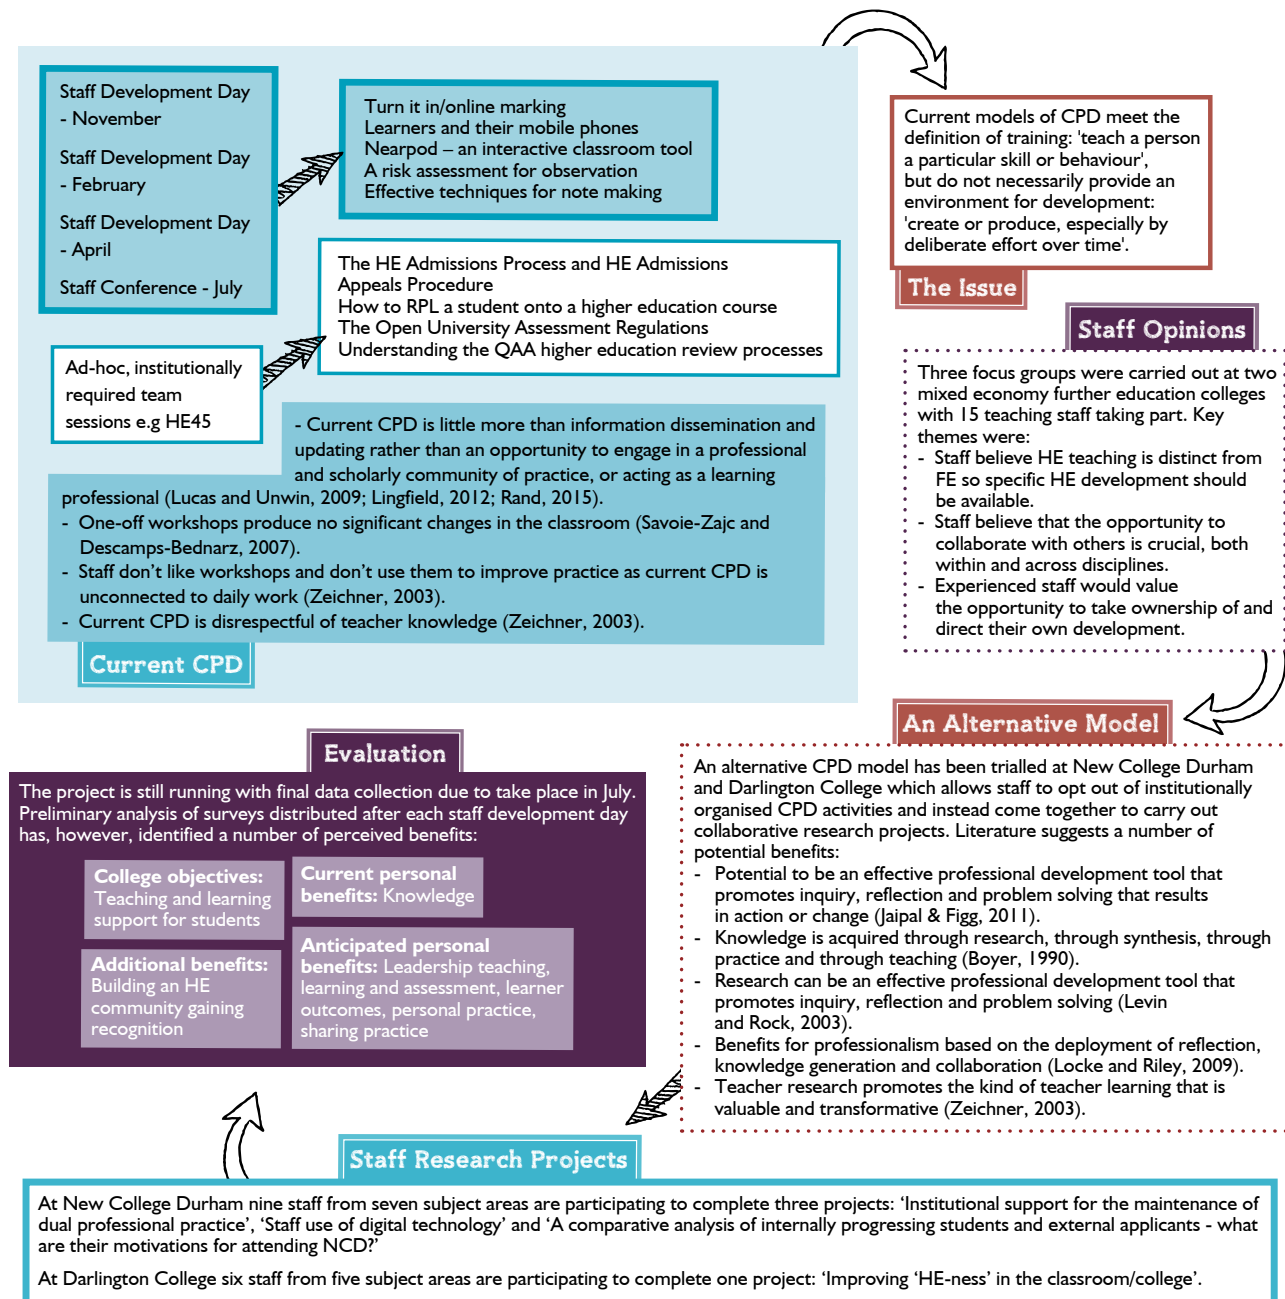 Staff Development Day
- November
Staff Development Day
- February
Staff Development Day
- April
Staff Conference - July
Turn it in/online marking
Learners and their mobile phones
Nearpod – an interactive classroom tool
A risk assessment for observation
Effective techniques for note making
Ad-hoc, institutionally
required team
sessions e.g HE45
The HE Admissions Process and HE Admissions
Appeals Procedure
How to RPL a student onto a higher education course
The Open University Assessment Regulations
Understanding the QAA higher education review processes
- Current CPD is little more than information dissemination and
updating rather than an opportunity to engage in a professional
and scholarly community of practice, or acting as a learning
professional (Lucas and Unwin, 2009; Lingfield, 2012; Rand, 2015).
- One-off workshops produce no significant changes in the classroom (Savoie-Zajc and
Descamps-Bednarz, 2007).
- Staff don’t like workshops and don’t use them to improve practice as current CPD is
unconnected to daily work (Zeichner, 2003).
- Current CPD is disrespectful of teacher knowledge (Zeichner, 2003).
Current CPD
Current models of CPD meet the
definition of training: 'teach a person
a particular skill or behaviour',
but do not necessarily provide an
environment for development:
'create or produce, especially by
deliberate effort over time'.
The Issue
Staff Opinions
Three focus groups were carried out at two
mixed economy further education colleges
with 15 teaching staff taking part. Key
themes were:
- Staff believe HE teaching is distinct from
FE so specific HE development should
be available.
- Staff believe that the opportunity to
collaborate with others is crucial, both
within and across disciplines.
- Experienced staff would value
the opportunity to take ownership of and
direct their own development.
An Alternative Model
An alternative CPD model has been trialled at New College Durham
and Darlington College which allows staff to opt out of institutionally
organised CPD activities and instead come together to carry out
collaborative research projects. Literature suggests a number of
potential benefits:
- Potential to be an effective professional development tool that
promotes inquiry, reflection and problem solving that results
in action or change (Jaipal & Figg, 2011).
- Knowledge is acquired through research, through synthesis, through
practice and through teaching (Boyer, 1990).
- Research can be an effective professional development tool that
promotes inquiry, reflection and problem solving (Levin
and Rock, 2003).
- Benefits for professionalism based on the deployment of reflection,
knowledge generation and collaboration (Locke and Riley, 2009).
- Teacher research promotes the kind of teacher learning that is
valuable and transformative (Zeichner, 2003).
Staff Research Projects
At New College Durham nine staff from seven subject areas are participating to complete three projects: ‘Institutional support for the maintenance of
dual professional practice’, ‘Staff use of digital technology’ and ‘A comparative analysis of internally progressing students and external applicants - what
are their motivations for attending NCD?’
At Darlington College six staff from five subject areas are participating to complete one project: ‘Improving ‘HE-ness’ in the classroom/college’.
Evaluation
The project is still running with final data collection due to take place in July.
Preliminary analysis of surveys distributed after each staff development day
has, however, identified a number of perceived benefits:
College objectives:
Teaching and learning
support for students
Current personal
benefits: Knowledge
Additional benefits:
Building an HE
community gaining
recognition
Anticipated personal
benefits: Leadership teaching,
learning and assessment, learner
outcomes, personal practice,
sharing practice